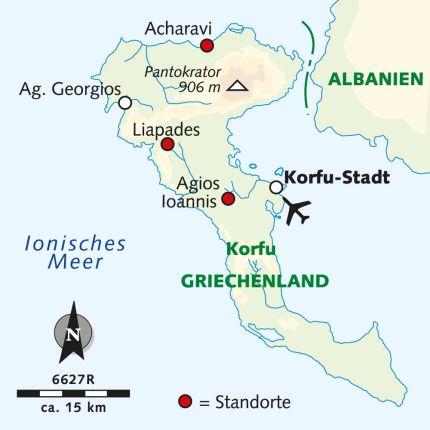 Acharavi
Pantokrator
906 m
ALBANIEN
Ag. Georgios
Liapades
Agios
Ioannis
Korfu-Stadt
Ionisches
Meer
Korfu
GRIECHENLAND
N
6627R
ca. 15 km
= Standorte